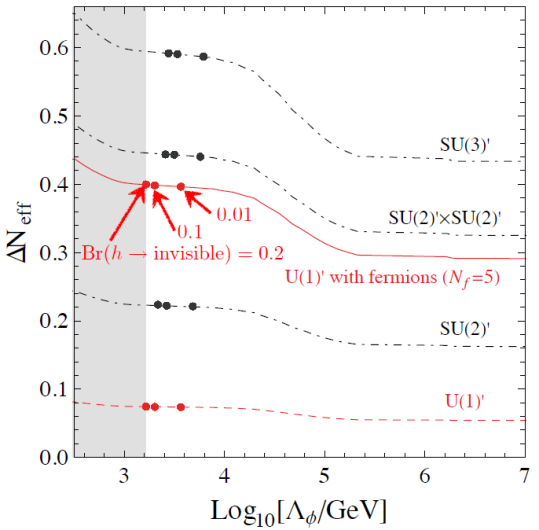 0.6
0.5
0.4
0.3
0.2
0.1
0.0
ΔN_eff
SU(3)'
SU(2)'×SU(2)'
0.01
0.1
Br(h → invisible) = 0.2
U(1)' with fermions (N_f=5)
SU(2)'
U(1)'
3 4 5 6 7
Log₁₀[Λ_ϕ/GeV]